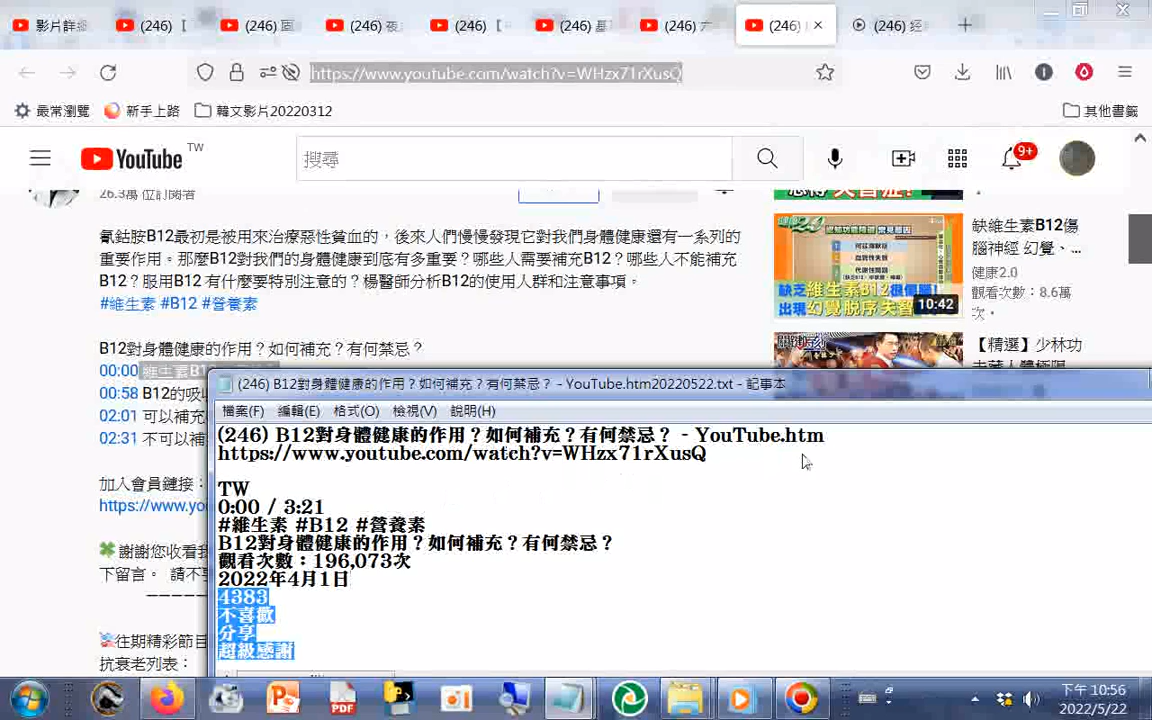 影片詳
(246) 【
(246) 
(246) 夜
(246) 【
(246) 
(246) 六
(246)
(246) 經
https://www.youtube.com/watch?v=WHzx71rXusQ
最常瀏覽 新手上路 韓文影片20220312 其他書籤
YouTube TW
搜尋
9+
26.3萬 位訂閱者
氰鈷胺B12最初是被用來治療惡性貧血的，後來人們慢慢發現它對我們身體健康還有一系列的
重要作用。那麼B12對我們的身體健康到底有多重要？哪些人需要補充B12？哪些人不能補充
B12？服用B12 有什麼要特別注意的？楊醫師分析B12的使用人群和注意事項。
#維生素 #B12 #營養素
B12對身體健康的作用？如何補充？有何禁忌？
00:00 維生素B1
00:58 B12的吸收
02:01 可以補充
02:31 不可以補
加入會員鏈接：
https://www.yo
謝謝您收看我
下留言。 請不
往期精彩節目
抗衰老列表：
缺維生素B12傷
腦神經 幻覺、...
健康2.0
觀看次數：8.6萬
次・
10:42
【精選】少林功
(246) B12對身體健康的作用？如何補充？有何禁忌？ - YouTube.htm20220522.txt - 記事本
檔案(F) 編輯(E) 格式(O) 檢視(V) 說明(H)
(246) B12對身體健康的作用？如何補充？有何禁忌？ - YouTube.htm
https://www.youtube.com/watch?v=WHzx71rXusQ
TW
0:00 / 3:21
#維生素 #B12 #營養素
B12對身體健康的作用？如何補充？有何禁忌？
觀看次數：196,073次
2022年4月1日
4383
不喜歡
分享
超級感謝
下午 10:56
2022/5/22